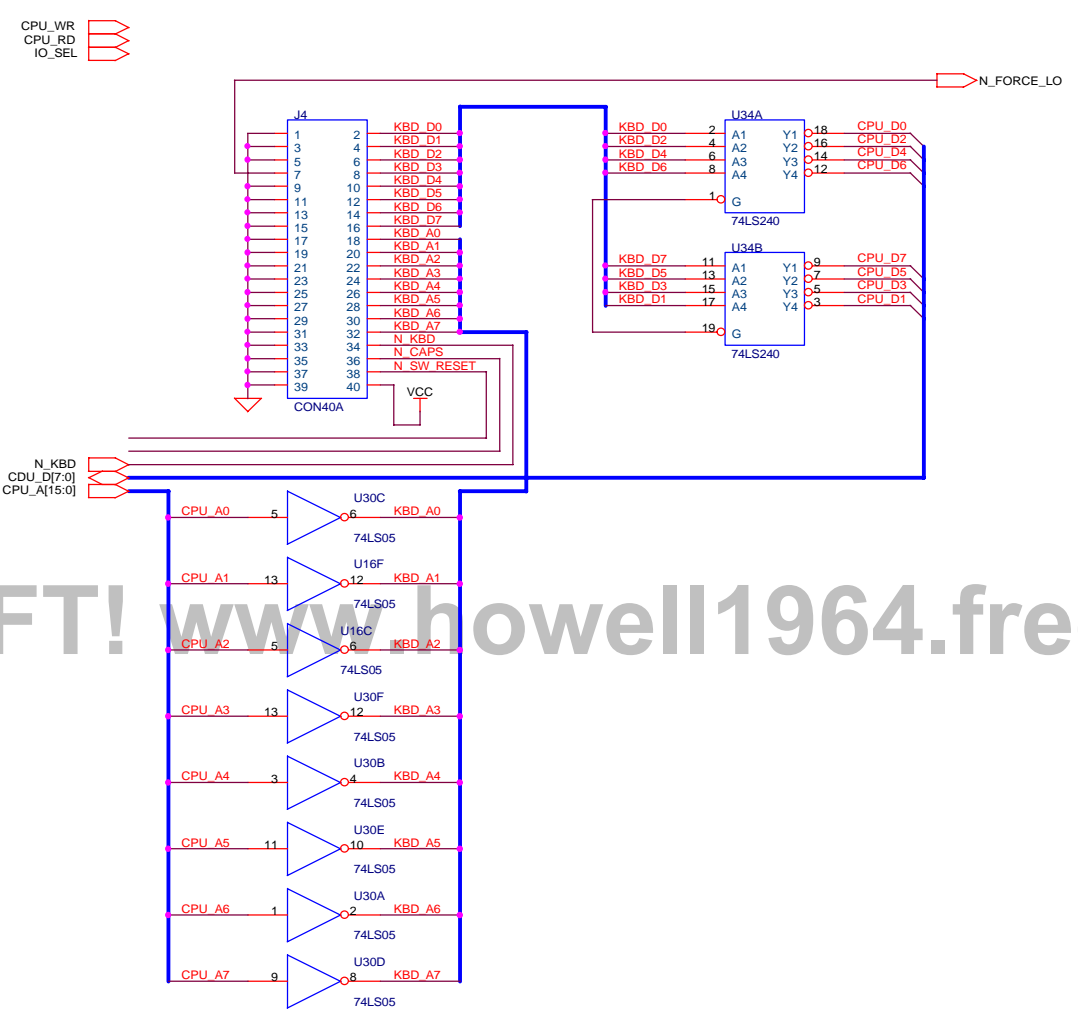 CPU_WR
CPU_RD
IO_SEL
N_FORCE_LO
J4
1 2 KBD_D0
3 4 KBD_D1
5 6 KBD_D2
7 8 KBD_D3
9 10 KBD_D4
11 12 KBD_D5
13 14 KBD_D6
15 16 KBD_D7
17 18 KBD_A0
19 20 KBD_A1
21 22 KBD_A2
23 24 KBD_A3
25 26 KBD_A4
27 28 KBD_A5
29 30 KBD_A6
31 32 KBD_A7
33 34 N_KBD
35 36 N_CAPS
37 38 N_SW_RESET
39 40
CON40A
VCC
U34A
KBD_D0 2 A1 Y1 18 CPU_D0
KBD_D2 4 A2 Y2 16 CPU_D2
KBD_D4 6 A3 Y3 14 CPU_D4
KBD_D6 8 A4 Y4 12 CPU_D6
1 G
74LS240
U34B
KBD_D7 11 A1 Y1 9 CPU_D7
KBD_D5 13 A2 Y2 7 CPU_D5
KBD_D3 15 A3 Y3 5 CPU_D3
KBD_D1 17 A4 Y4 3 CPU_D1
19 G
74LS240
N_KBD
CDU_D[7:0]
CPU_A[15:0]
U30C
CPU_A0 5 6 KBD_A0
74LS05
U16F
CPU_A1 13 12 KBD_A1
74LS05
FT! www.howell1964.fre
U16C
CPU_A2 5 6 KBD_A2
74LS05
U30F
CPU_A3 13 12 KBD_A3
74LS05
U30B
CPU_A4 3 4 KBD_A4
74LS05
U30E
CPU_A5 11 10 KBD_A5
74LS05
U30A
CPU_A6 1 2 KBD_A6
74LS05
U30D
CPU_A7 9 8 KBD_A7
74LS05